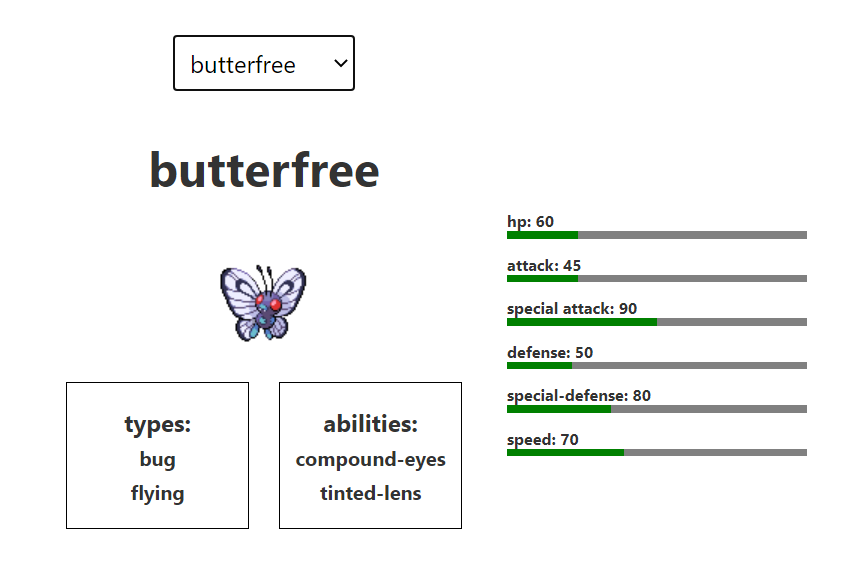 butterfree
butterfree
hp: 60
attack: 45
special attack: 90
defense: 50
special-defense: 80
speed: 70
types:
bug
flying
abilities:
compound-eyes
tinted-lens